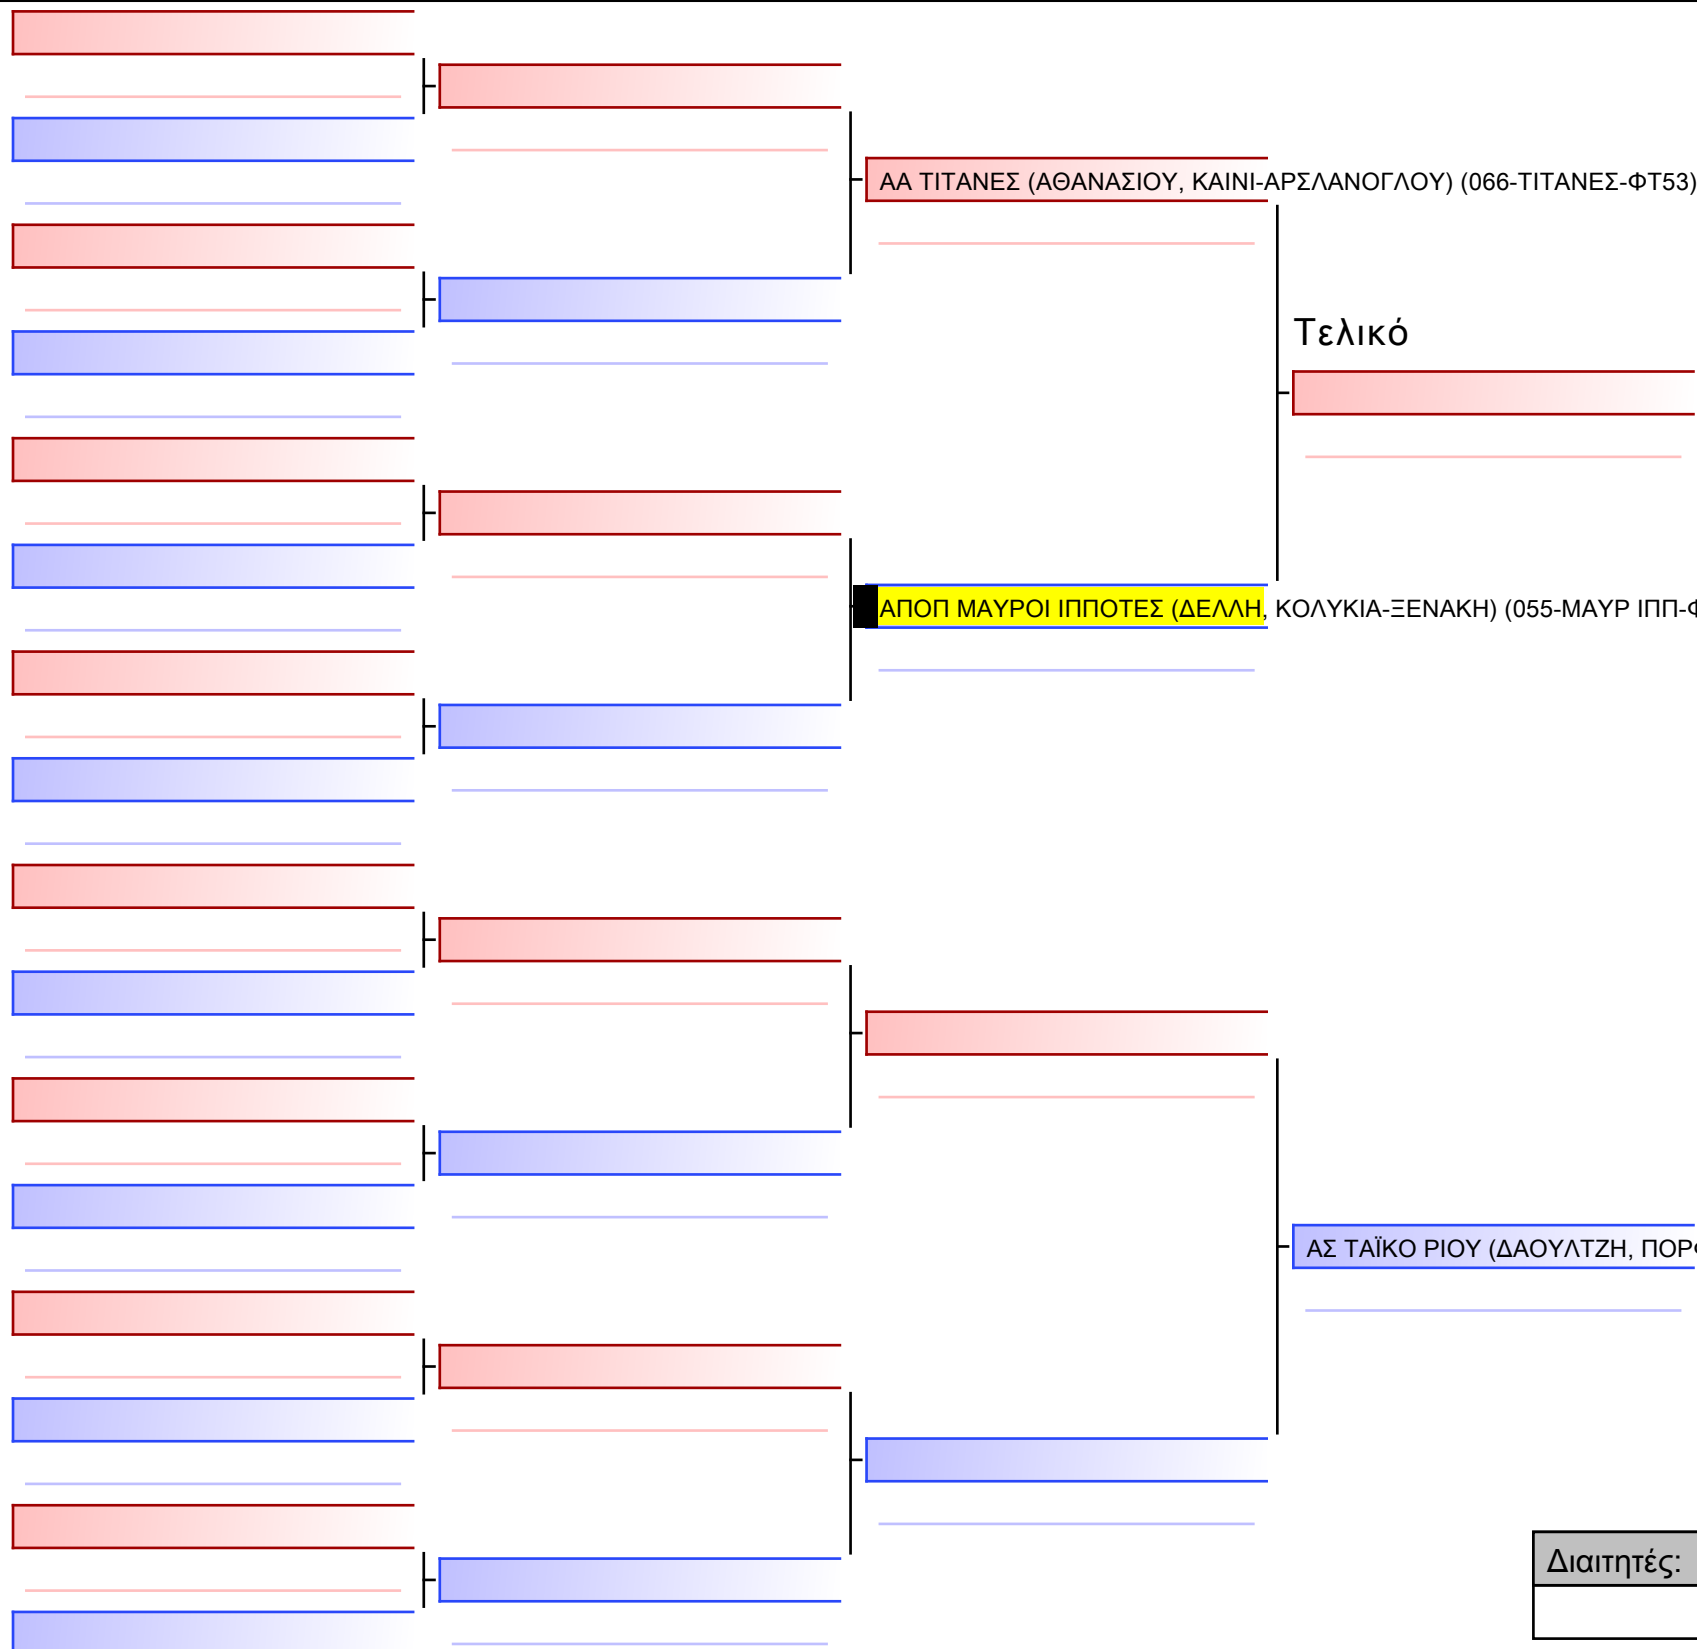 ΑΑ ΤΙΤΑΝΕΣ (ΑΘΑΝΑΣΙΟΥ, ΚΑΙΝΙ-ΑΡΣΛΑΝΟΓΛΟΥ) (066-ΤΙΤΑΝΕΣ-ΦΤ53)
Τελικό
ΑΠΟΠ ΜΑΥΡΟΙ ΙΠΠΟΤΕΣ (ΔΕΛΛΗ, ΚΟΛΥΚΙΑ-ΞΕΝΑΚΗ) (055-ΜΑΥΡ ΙΠΠ-Φ
ΑΣ ΤΑΪΚΟ ΡΙΟΥ (ΔΑΟΥΛΤΖΗ, ΠΟΡΦ
Διαιτητές: